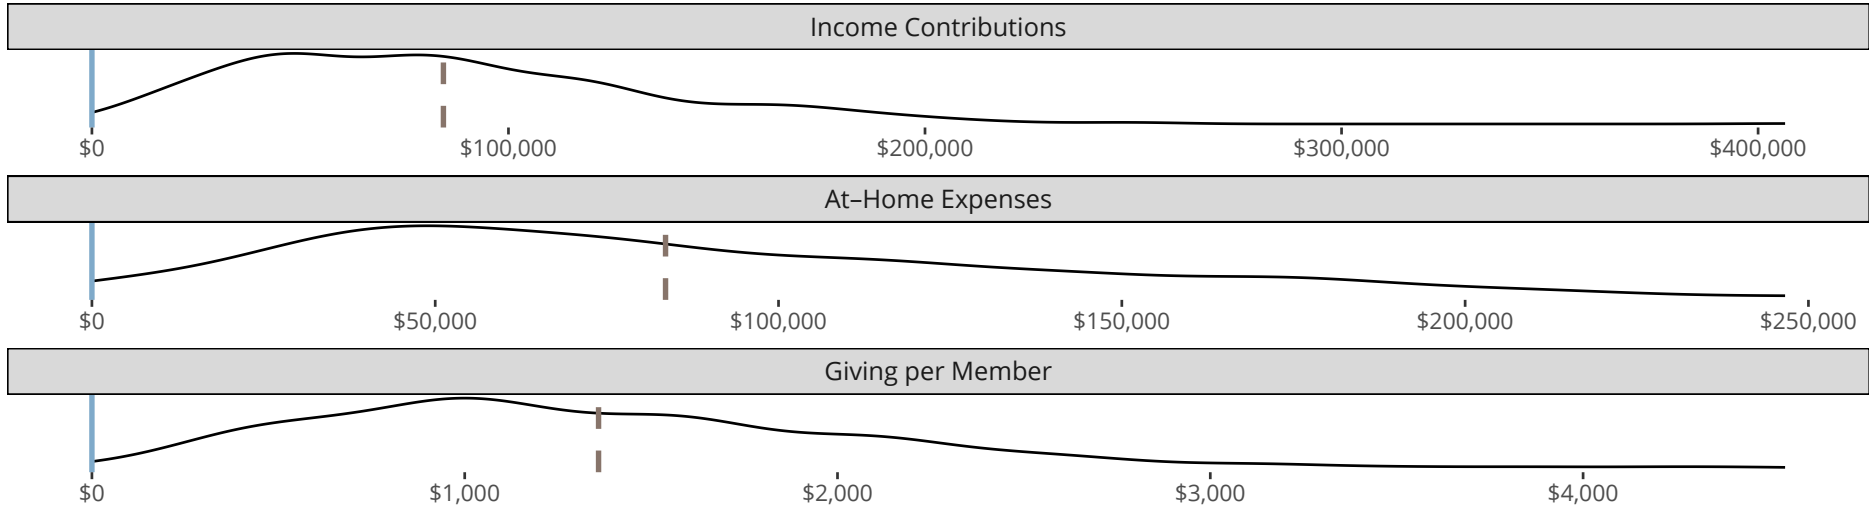 Income Contributions
$0 $100,000 $200,000 $300,000 $400,000
At–Home Expenses
$0 $50,000 $100,000 $150,000 $200,000 $250,000
Giving per Member
$0 $1,000 $2,000 $3,000 $4,000